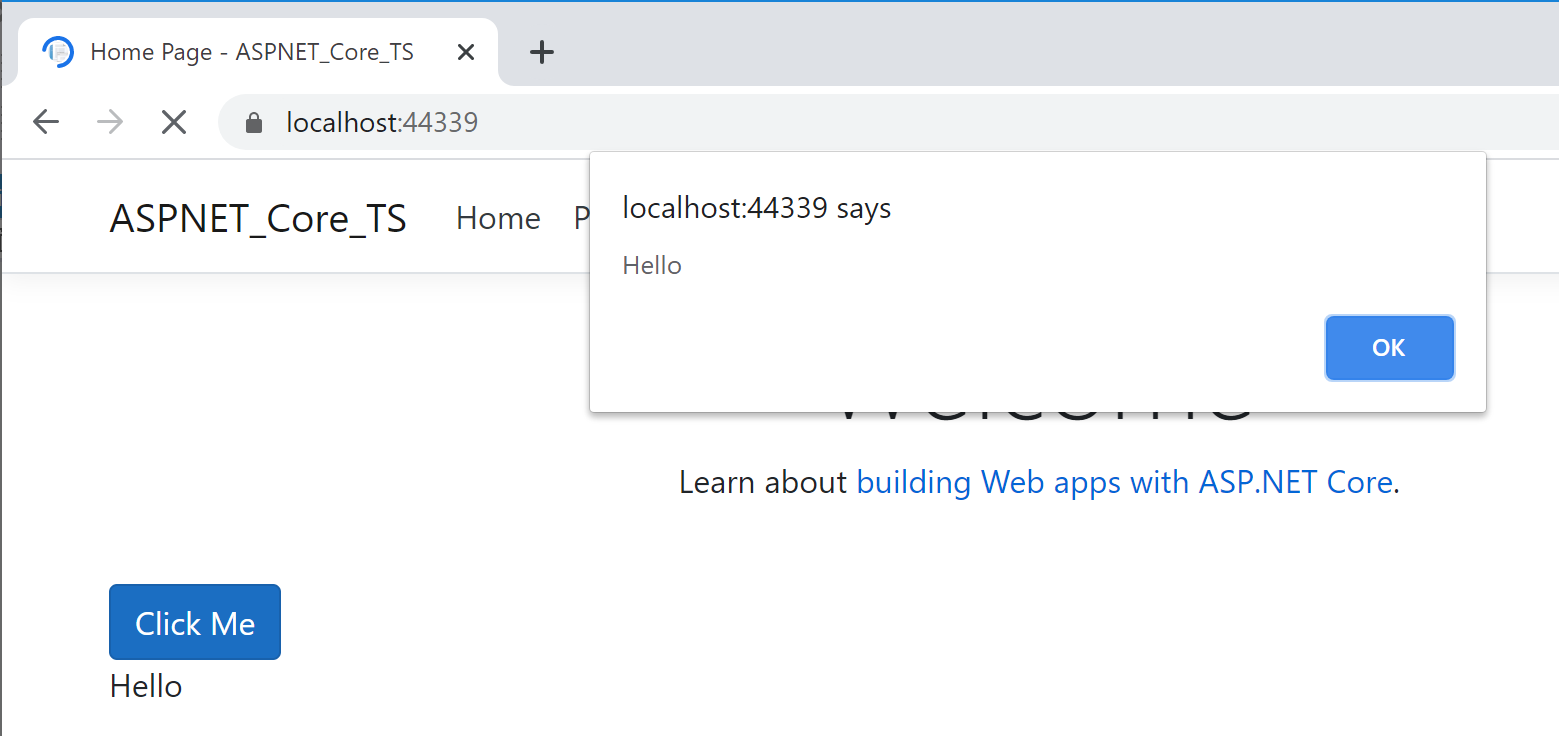 Home Page - ASPNET_Core_TS
localhost:44339
ASPNET_Core_TS Home
localhost:44339 says
Hello
OK
Learn about building Web apps with ASP.NET Core.
Click Me
Hello